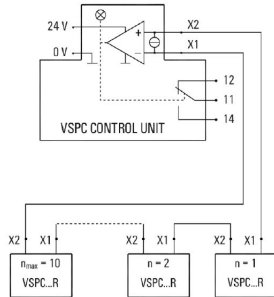 24 V
X2
+
0 V
X1
−
12
11
14
VSPC CONTROL UNIT
X2 X1 X2 X1 X2 X1
nmax = 10 n = 2 n = 1
VSPC...R VSPC...R VSPC...R